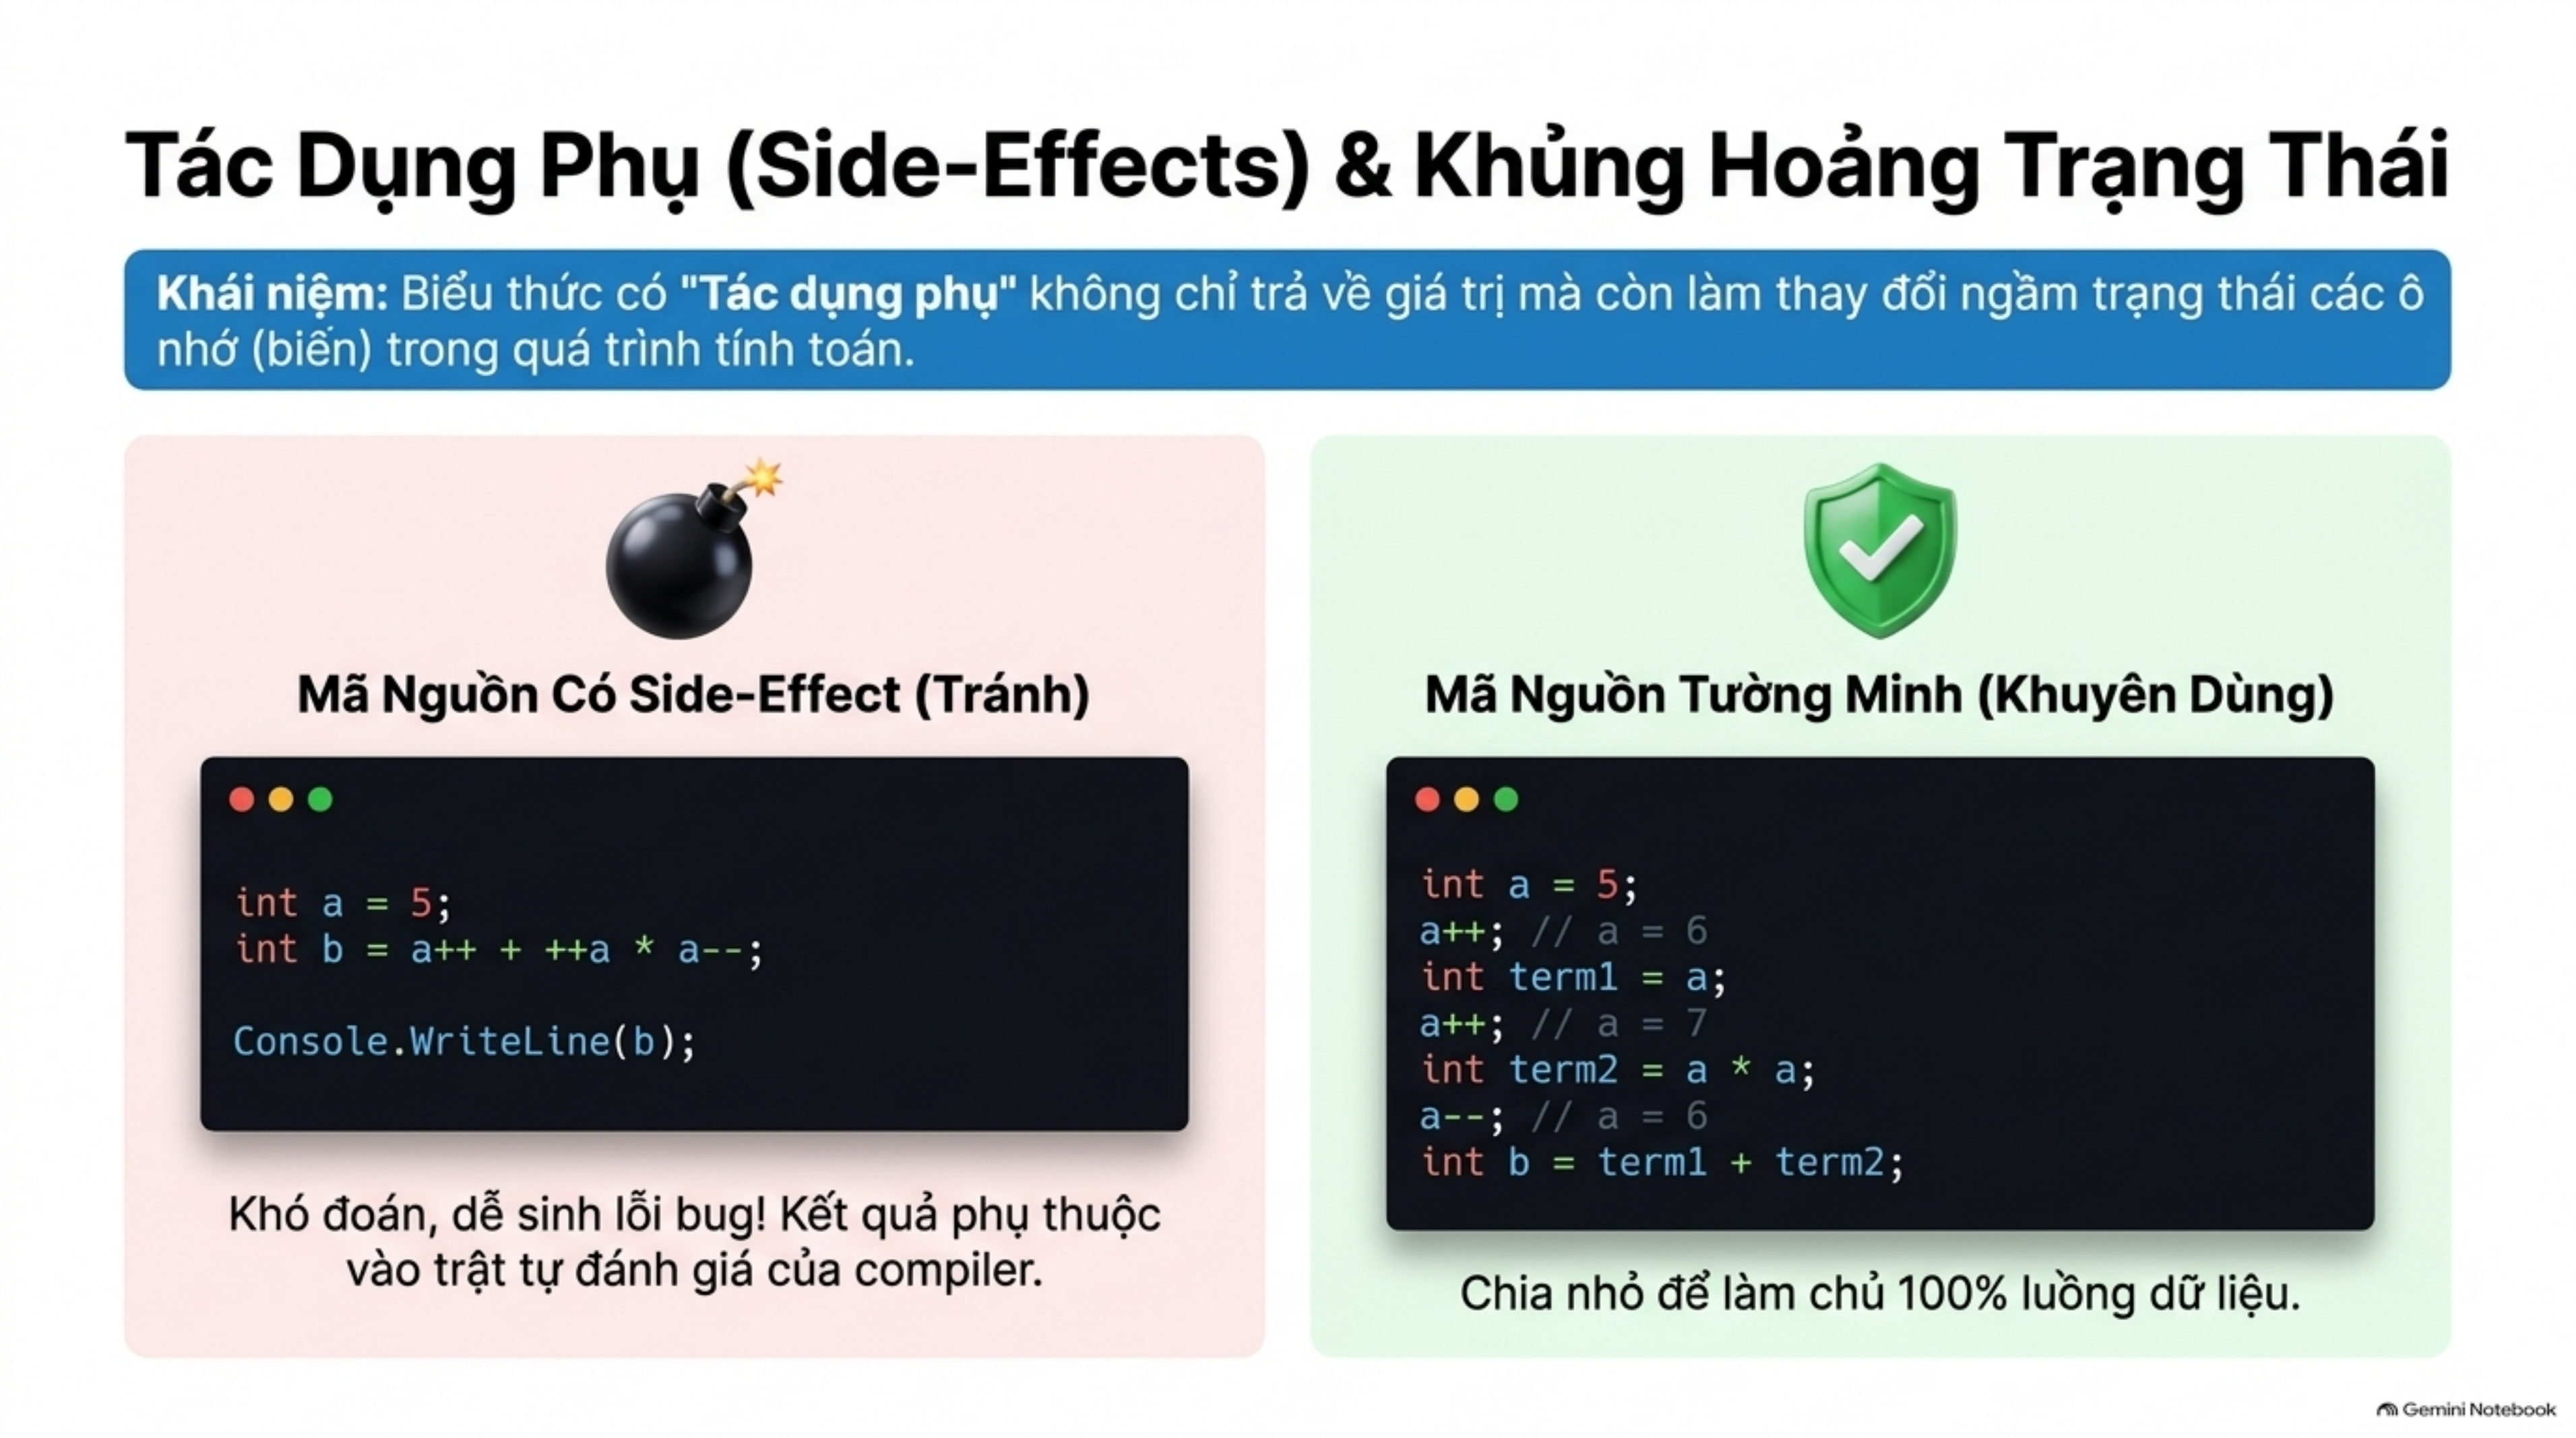 Tác Dụng Phụ (Side-Effects) & Khủng Hoảng Trạng Thái
Khái niệm: Biểu thức có "Tác dụng phụ" không chỉ trả về giá trị mà còn làm thay đổi ngầm trạng thái các ô
nhớ (biến) trong quá trình tính toán.
Mã Nguồn Có Side-Effect (Tránh)
int a = 5;
int b = a++ + ++a * a--;
Console.WriteLine(b);
Khó đoán, dễ sinh lỗi bug! Kết quả phụ thuộc
vào trật tự đánh giá của compiler.
Mã Nguồn Tường Minh (Khuyên Dùng)
int a = 5;
a++; // a = 6
int term1 = a;
a++; // a = 7
int term2 = a * a;
a--; // a = 6
int b = term1 + term2;
Chia nhỏ để làm chủ 100% luồng dữ liệu.
Gemini Notebook